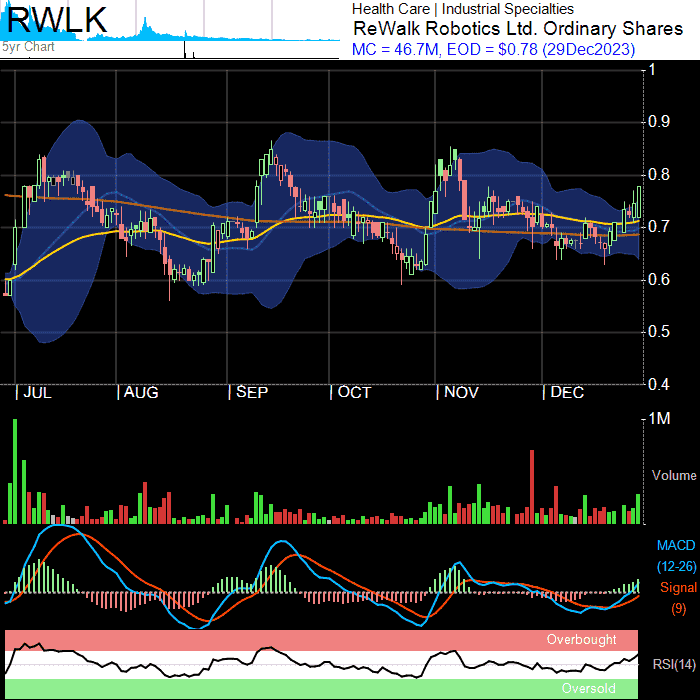 RWLK
5yr Chart
Health Care | Industrial Specialties
ReWalk Robotics Ltd. Ordinary Shares
MC = 46.7M, EOD = $0.78 (29Dec2023)
1
0.9
0.8
0.7
0.6
0.5
0.4
JUL AUG SEP OCT NOV DEC
1M
Volume
MACD
(12-26)
Signal
(9)
Overbought
RSI(14)
Oversold